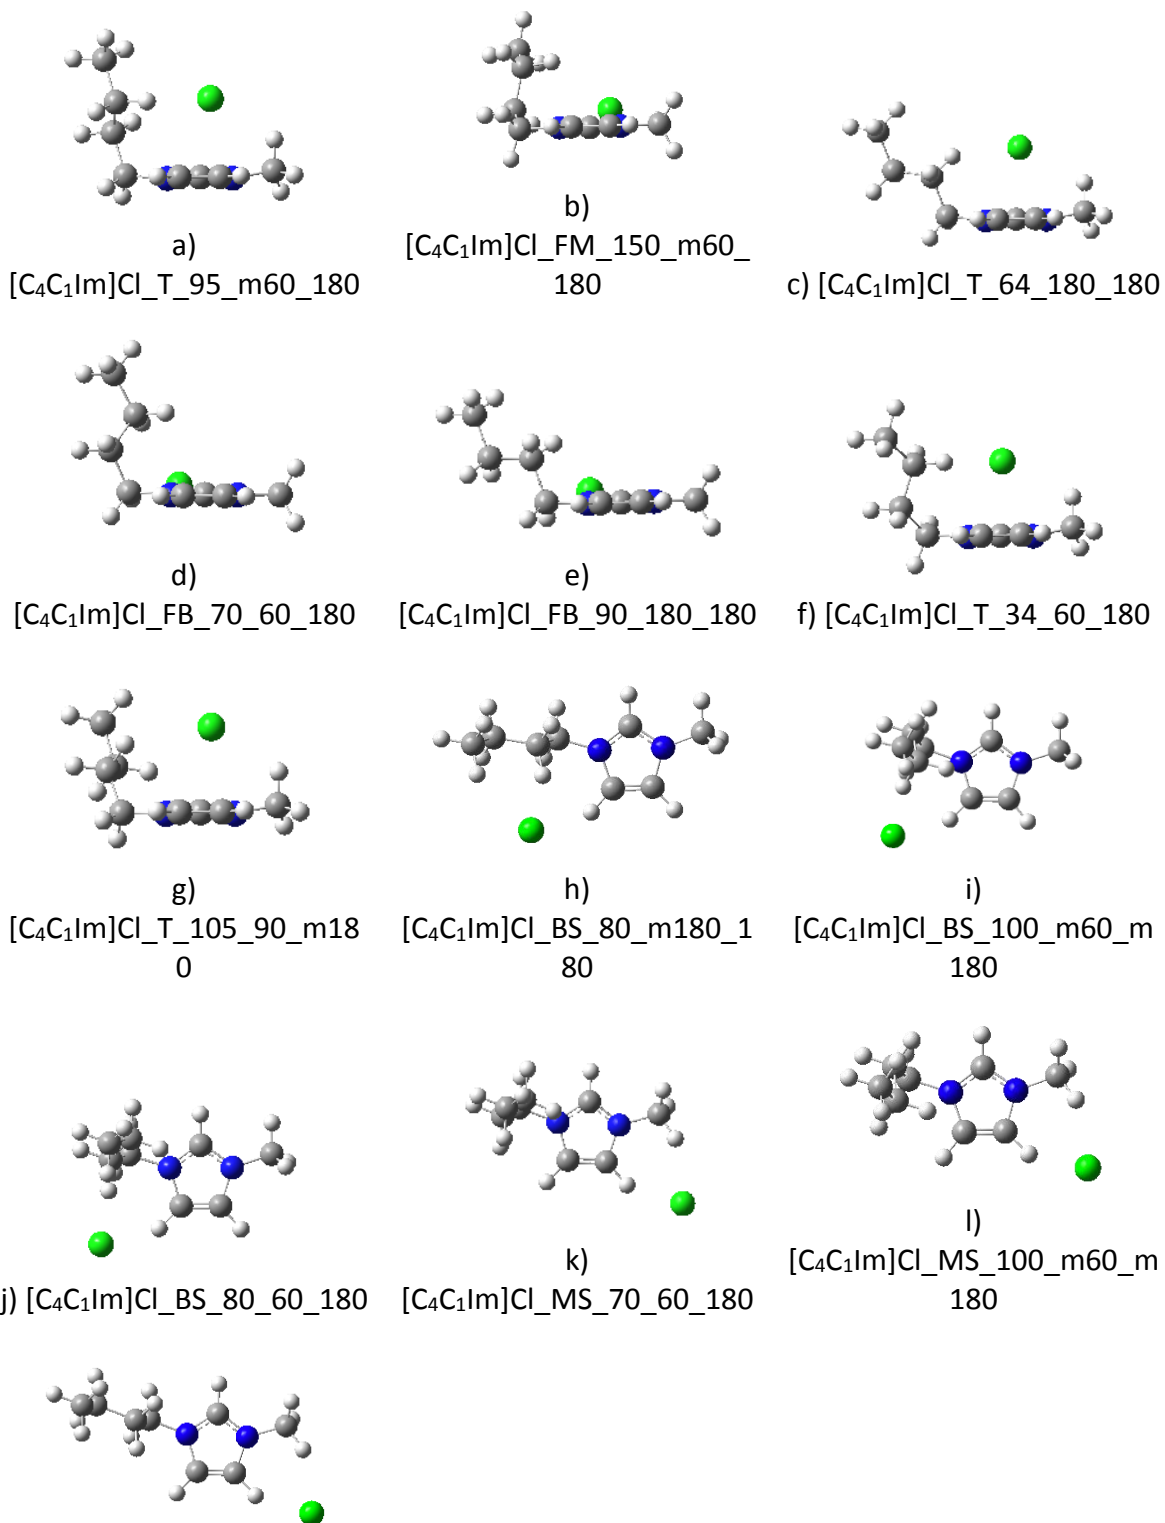 a)
[C₄C₁Im]Cl_T_95_m60_180
b)
[C₄C₁Im]Cl_FM_150_m60_
180
c) [C₄C₁Im]Cl_T_64_180_180
d)
[C₄C₁Im]Cl_FB_70_60_180
e)
[C₄C₁Im]Cl_FB_90_180_180
f) [C₄C₁Im]Cl_T_34_60_180
g)
[C₄C₁Im]Cl_T_105_90_m18
0
h)
[C₄C₁Im]Cl_BS_80_m180_1
80
i)
[C₄C₁Im]Cl_BS_100_m60_m
180
j) [C₄C₁Im]Cl_BS_80_60_180
k)
[C₄C₁Im]Cl_MS_70_60_180
l)
[C₄C₁Im]Cl_MS_100_m60_m
180